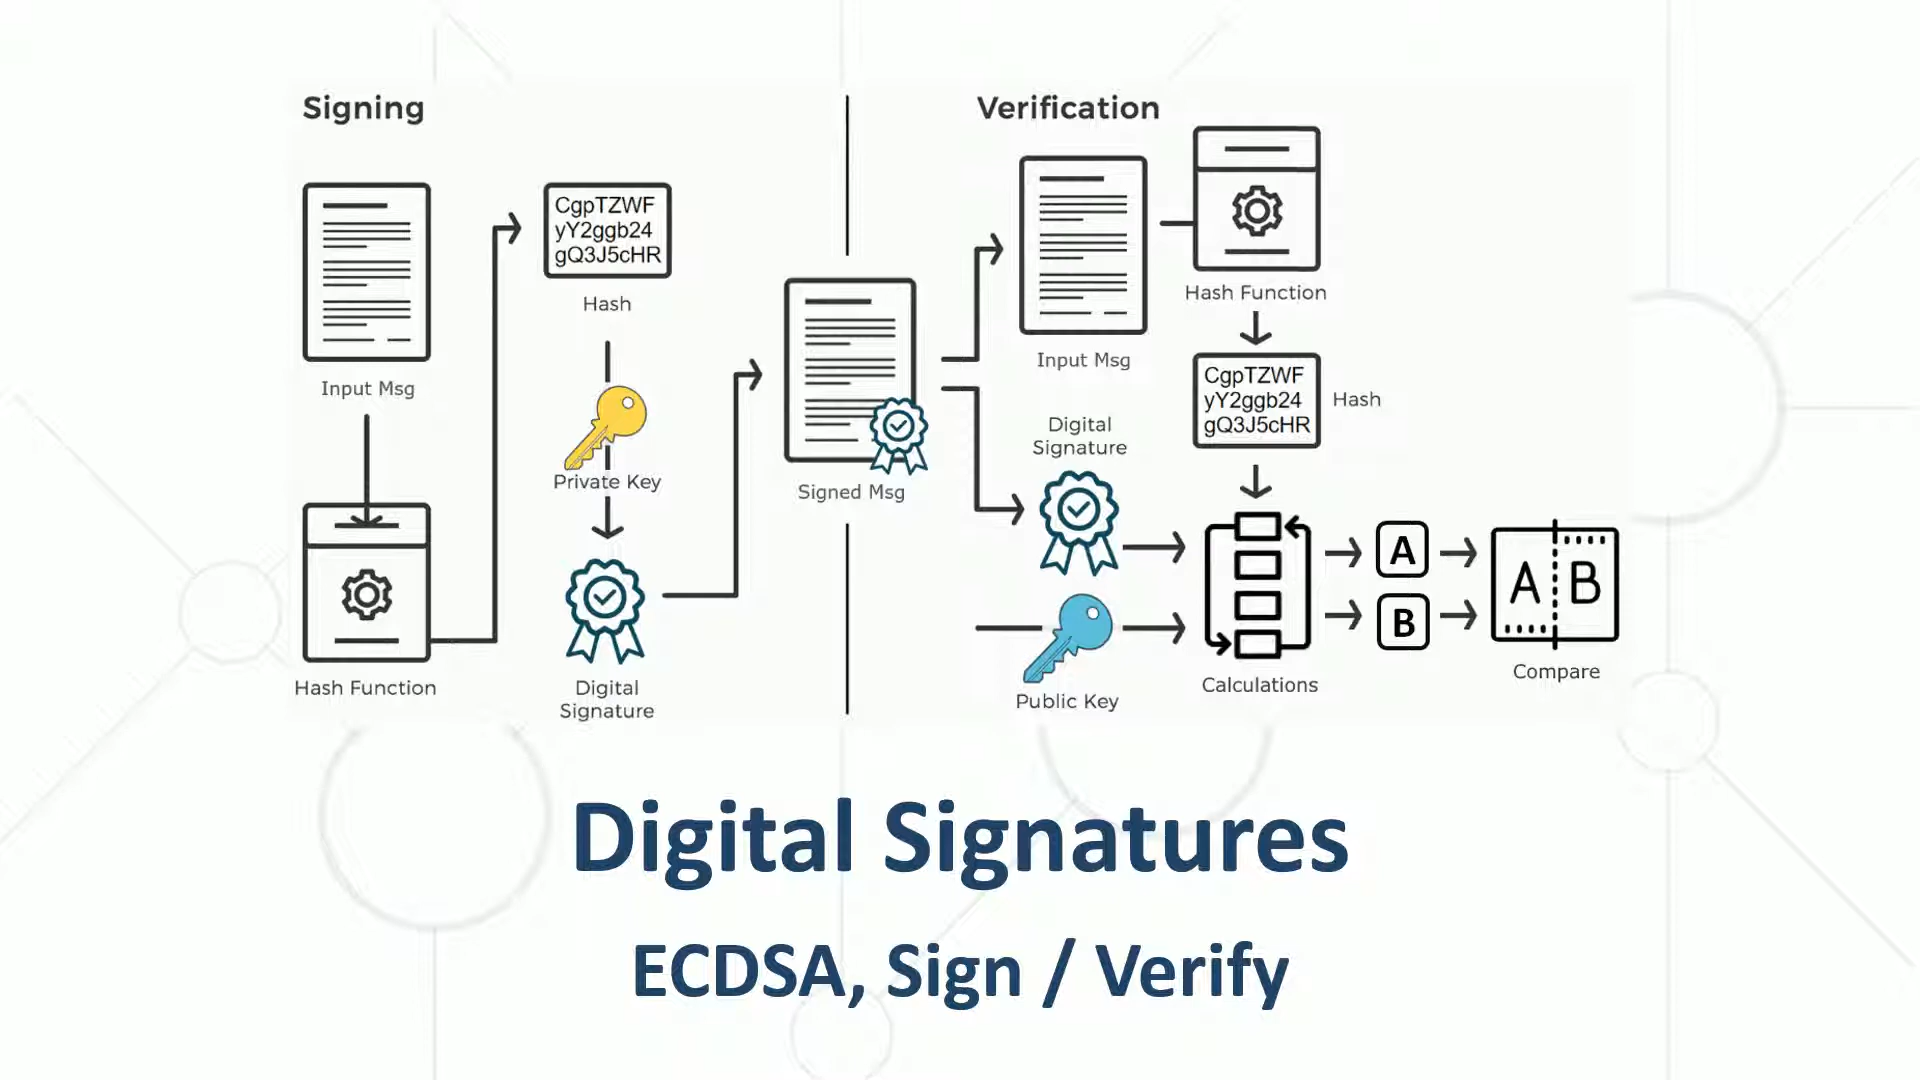 Signing
Input Msg
Hash Function
CgpTZWF
yY2ggb24
gQ3J5cHR
Hash
Private Key
Digital
Signature
Signed Msg
Verification
Input Msg
Hash Function
CgpTZWF
yY2ggb24
gQ3J5cHR
Hash
Digital
Signature
Public Key
Calculations
A
B
A B
Compare
Digital Signatures
ECDSA, Sign / Verify